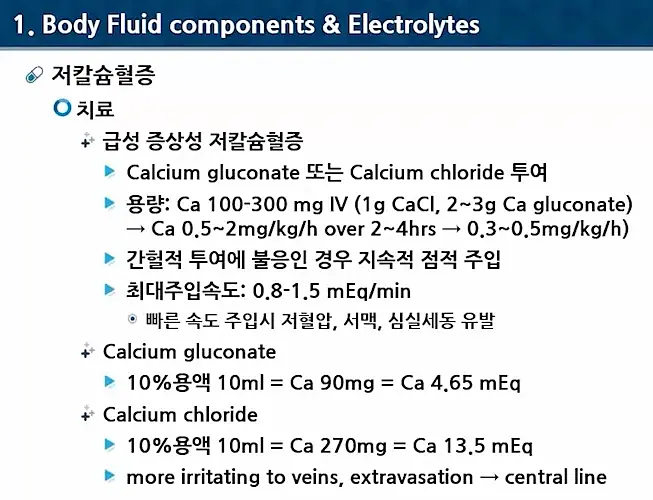 1. Body Fluid components & Electrolytes
저칼슘혈증
치료
급성 증상성 저칼슘혈증
Calcium gluconate 또는 Calcium chloride 투여
용량: Ca 100-300 mg IV (1g CaCl, 2~3g Ca gluconate)
→ Ca 0.5~2mg/kg/h over 2~4hrs → 0.3~0.5mg/kg/h)
간헐적 투여에 불응인 경우 지속적 점적 주입
최대주입속도: 0.8-1.5 mEq/min
빠른 속도 주입시 저혈압, 서맥, 심실세동 유발
Calcium gluconate
10%용액 10ml = Ca 90mg = Ca 4.65 mEq
Calcium chloride
10%용액 10ml = Ca 270mg = Ca 13.5 mEq
more irritating to veins, extravasation → central line